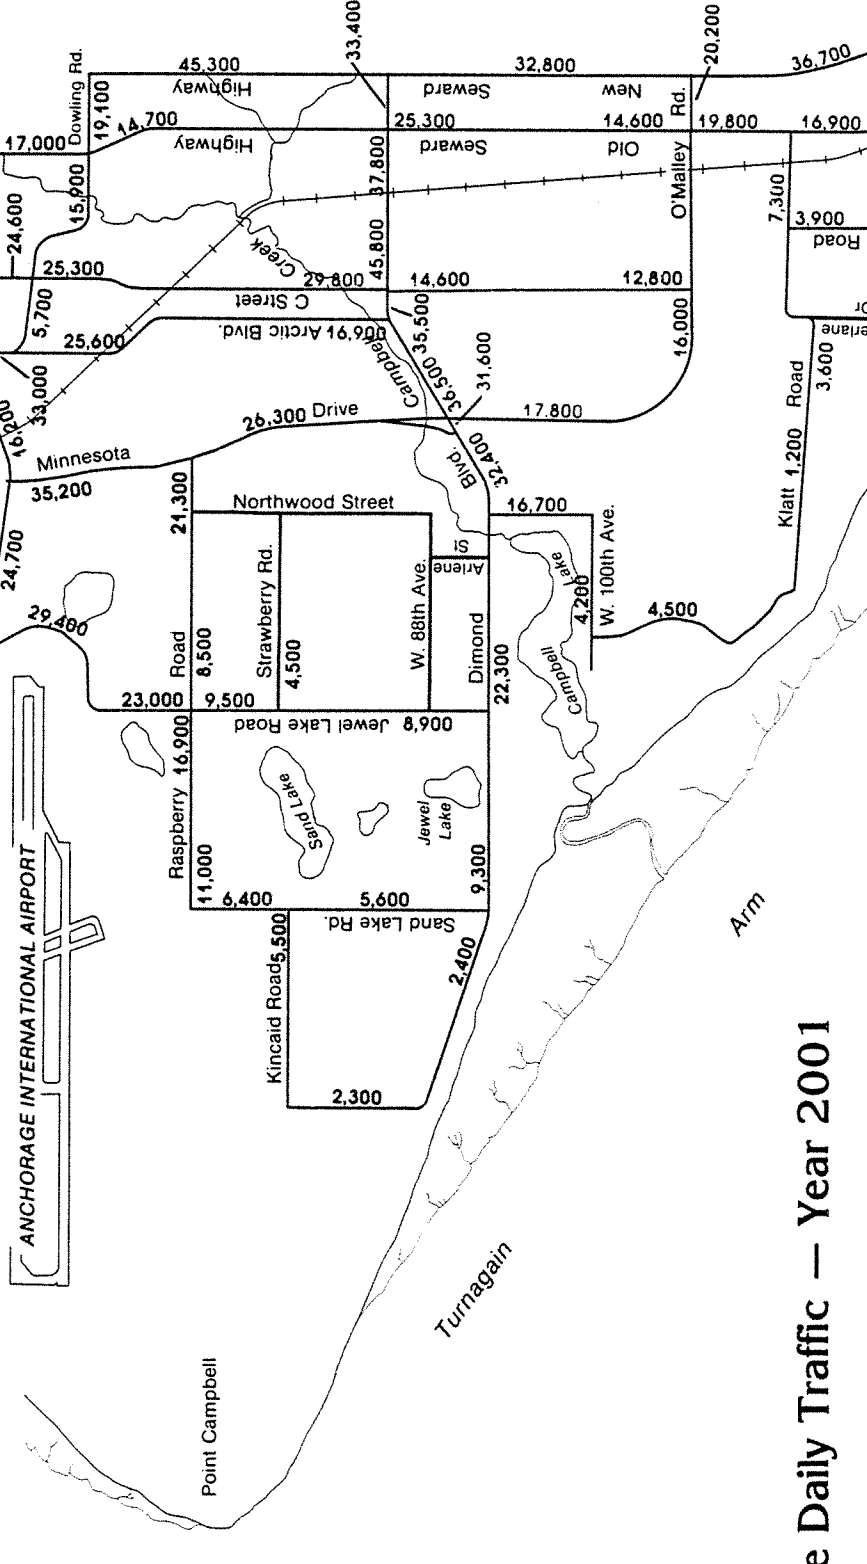 33,400
20,200
45,300
32,800
36,700
Highway
Seward
New
Dowling Rd.
19,100
14,700
25,300
14,600
Rd.
19,800
16,900
17,000
Highway
Seward
Old
O'Malley
37,800
15,900
7,300
24,600
3,900
Road
25,300
Creek
45,800
29,800
14,600
12,800
5,700
C Street
35,500
16,000
25,600
Arctic Blvd.
16,900
Campbell
36,500
31,600
3,600
Road
33,000
16,200
26,300 Drive
17,800
Minnesota
35,200
Blvd.
32,400
Klatt 1,200
21,300
Northwood Street
16,700
24,700
St
Arlene
Strawberry Rd.
W. 88th Ave.
W. 100th Ave.
Lake
4,200
4,500
29,400
Road
8,500
4,500
Dimond
22,300
Campbell
23,000
9,500
Jewel Lake Road
8,900
Raspberry 16,900
Sand Lake
Jewel
Lake
11,000
9,300
6,400
5,600
Sand Lake Rd.
Kincaid Road
5,500
2,400
2,300
ANCHORAGE INTERNATIONAL AIRPORT
Turnagain
Arm
Point Campbell
e Daily Traffic — Year 2001